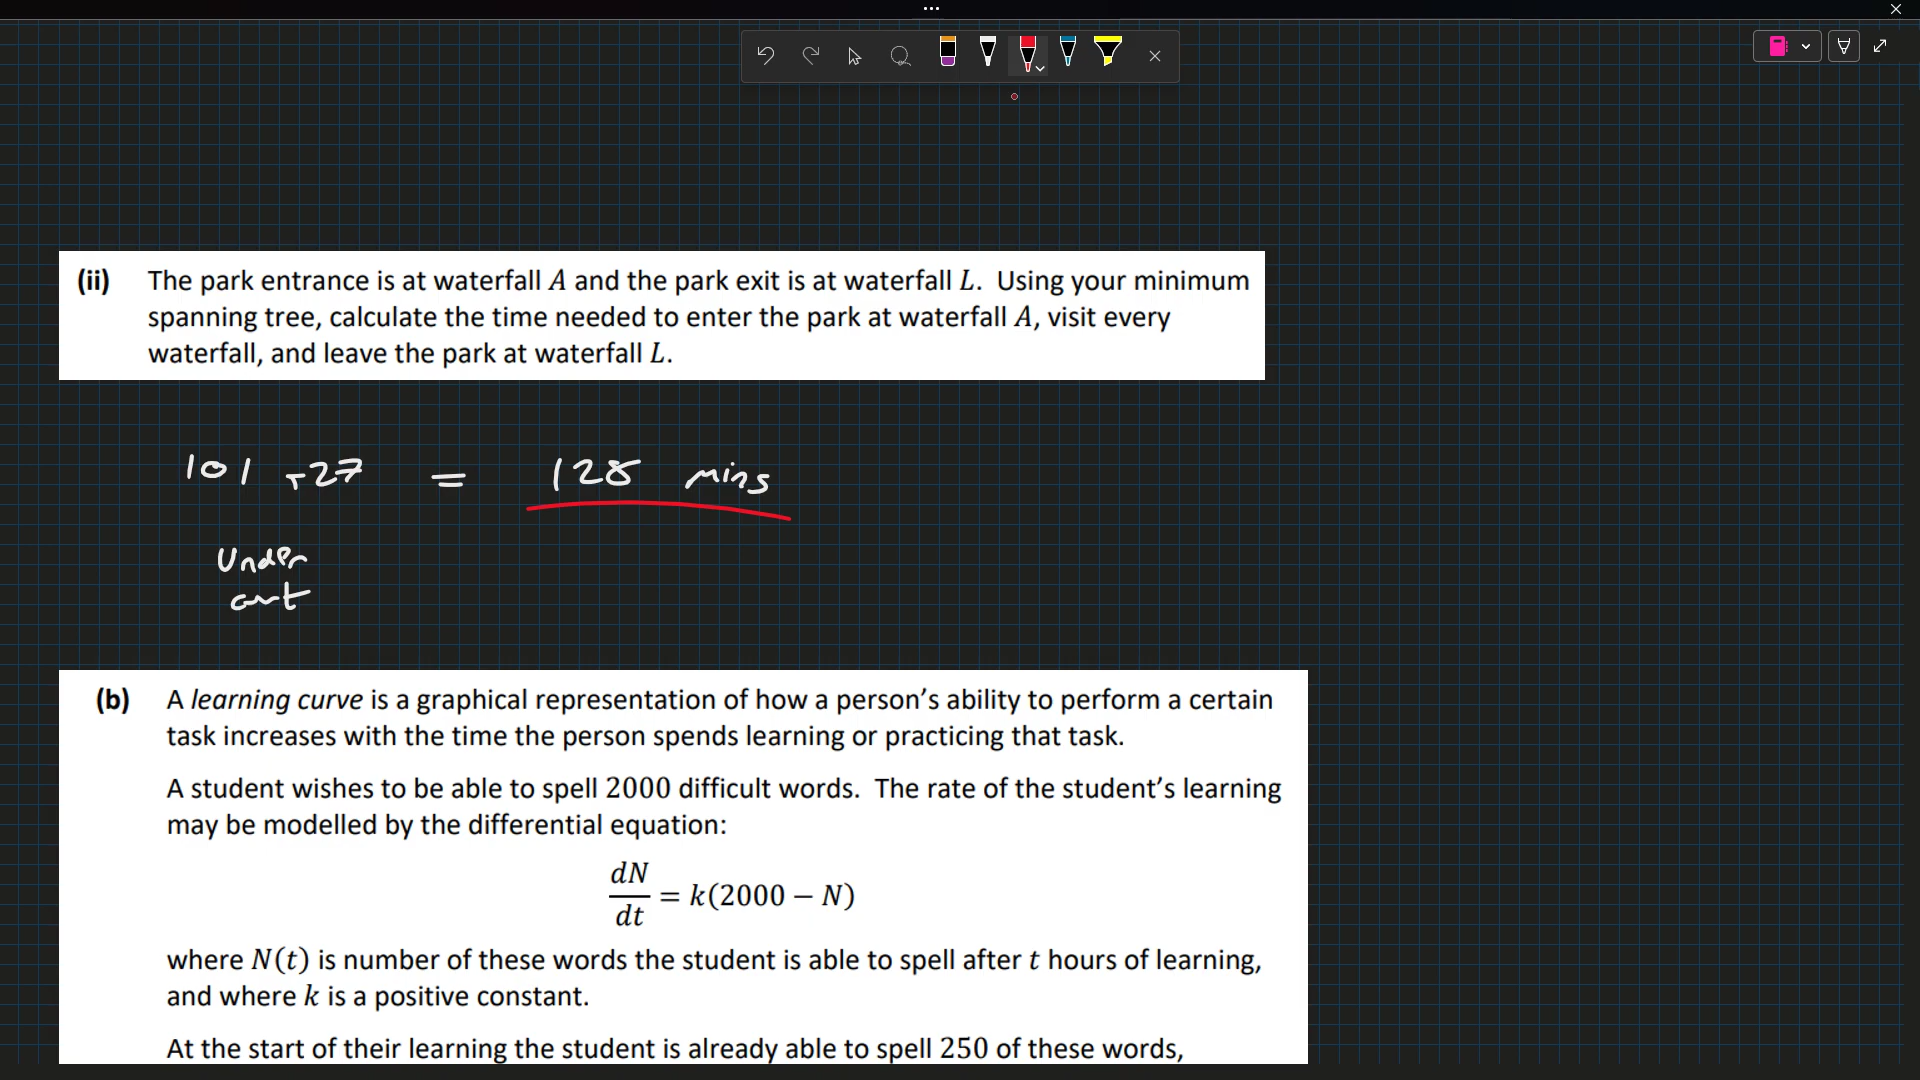 (ii) The park entrance is at waterfall A and the park exit is at waterfall L. Using your minimum
spanning tree, calculate the time needed to enter the park at waterfall A, visit every
waterfall, and leave the park at waterfall L.
101 +27 = 128 mins
Under
(b) A learning curve is a graphical representation of how a person's ability to perform a certain
task increases with the time the person spends learning or practicing that task.
A student wishes to be able to spell 2000 difficult words. The rate of the student's learning
may be modelled by the differential equation:
dN/dt = k(2000 – N)
where N(t) is number of these words the student is able to spell after t hours of learning,
and where k is a positive constant.
At the start of their learning the student is already able to spell 250 of these words,